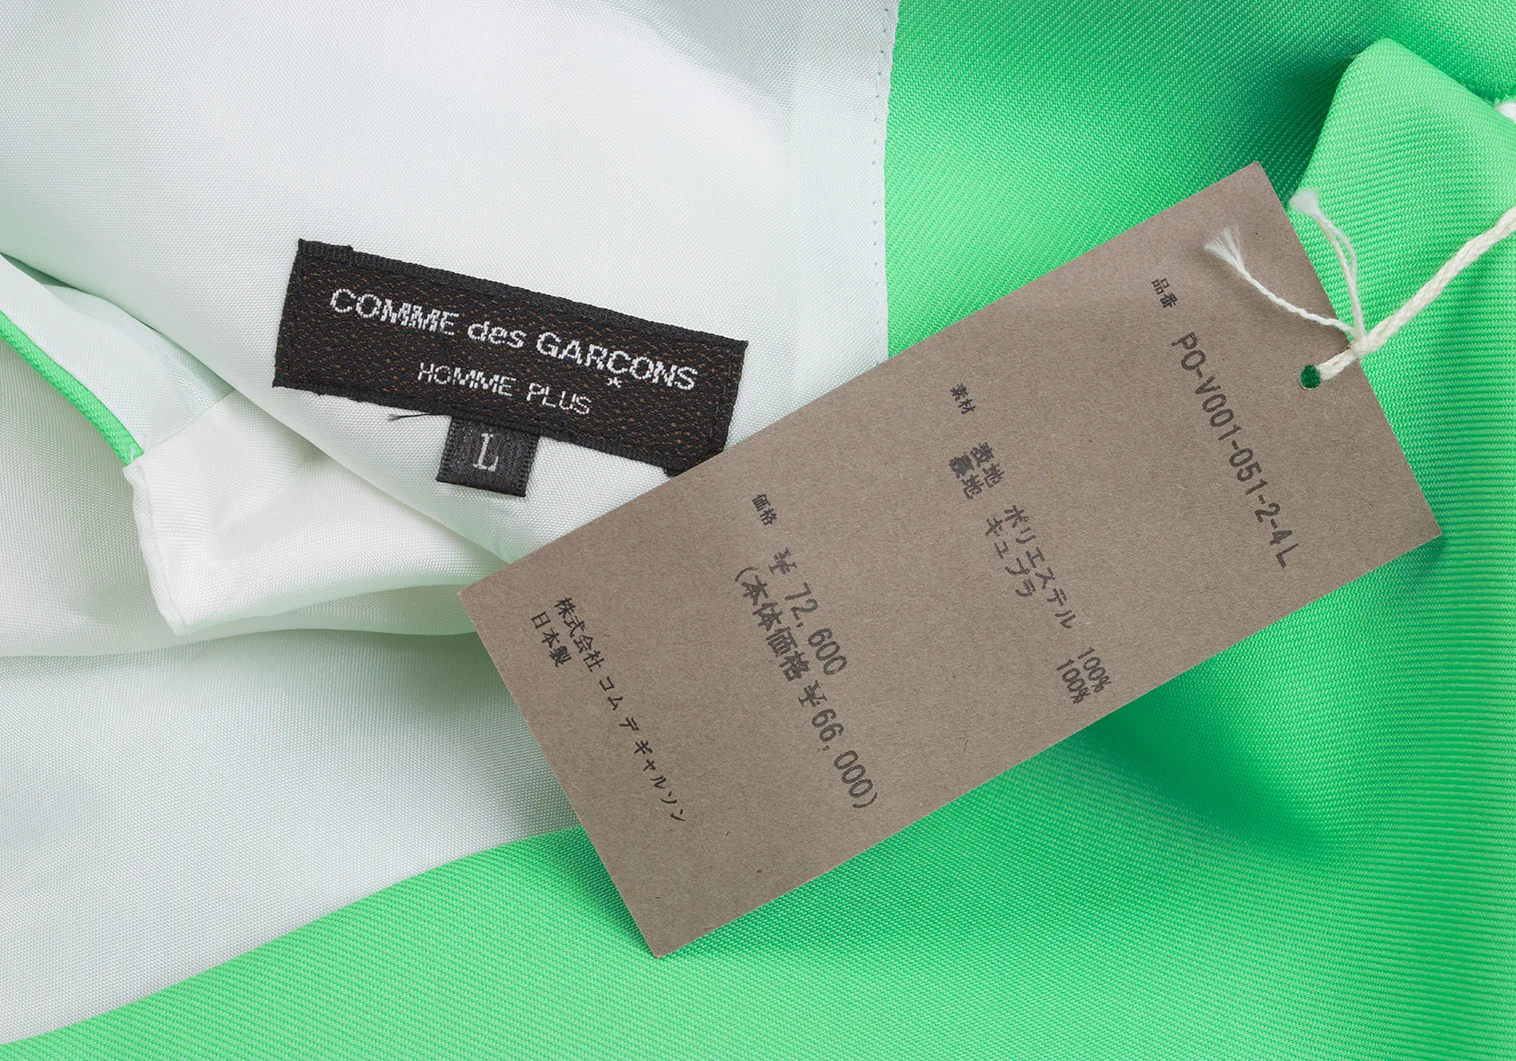 COMME des GARÇONS
HOMME PLUS
L
品番
PO-V001-051-2-4 L
素材
表地 ポリエステル 100%
裏地 キュプラ 100%
価格
¥ 72,600
(本体価格 ¥66,000)
株式会社 コム デ ギャルソン
日本製